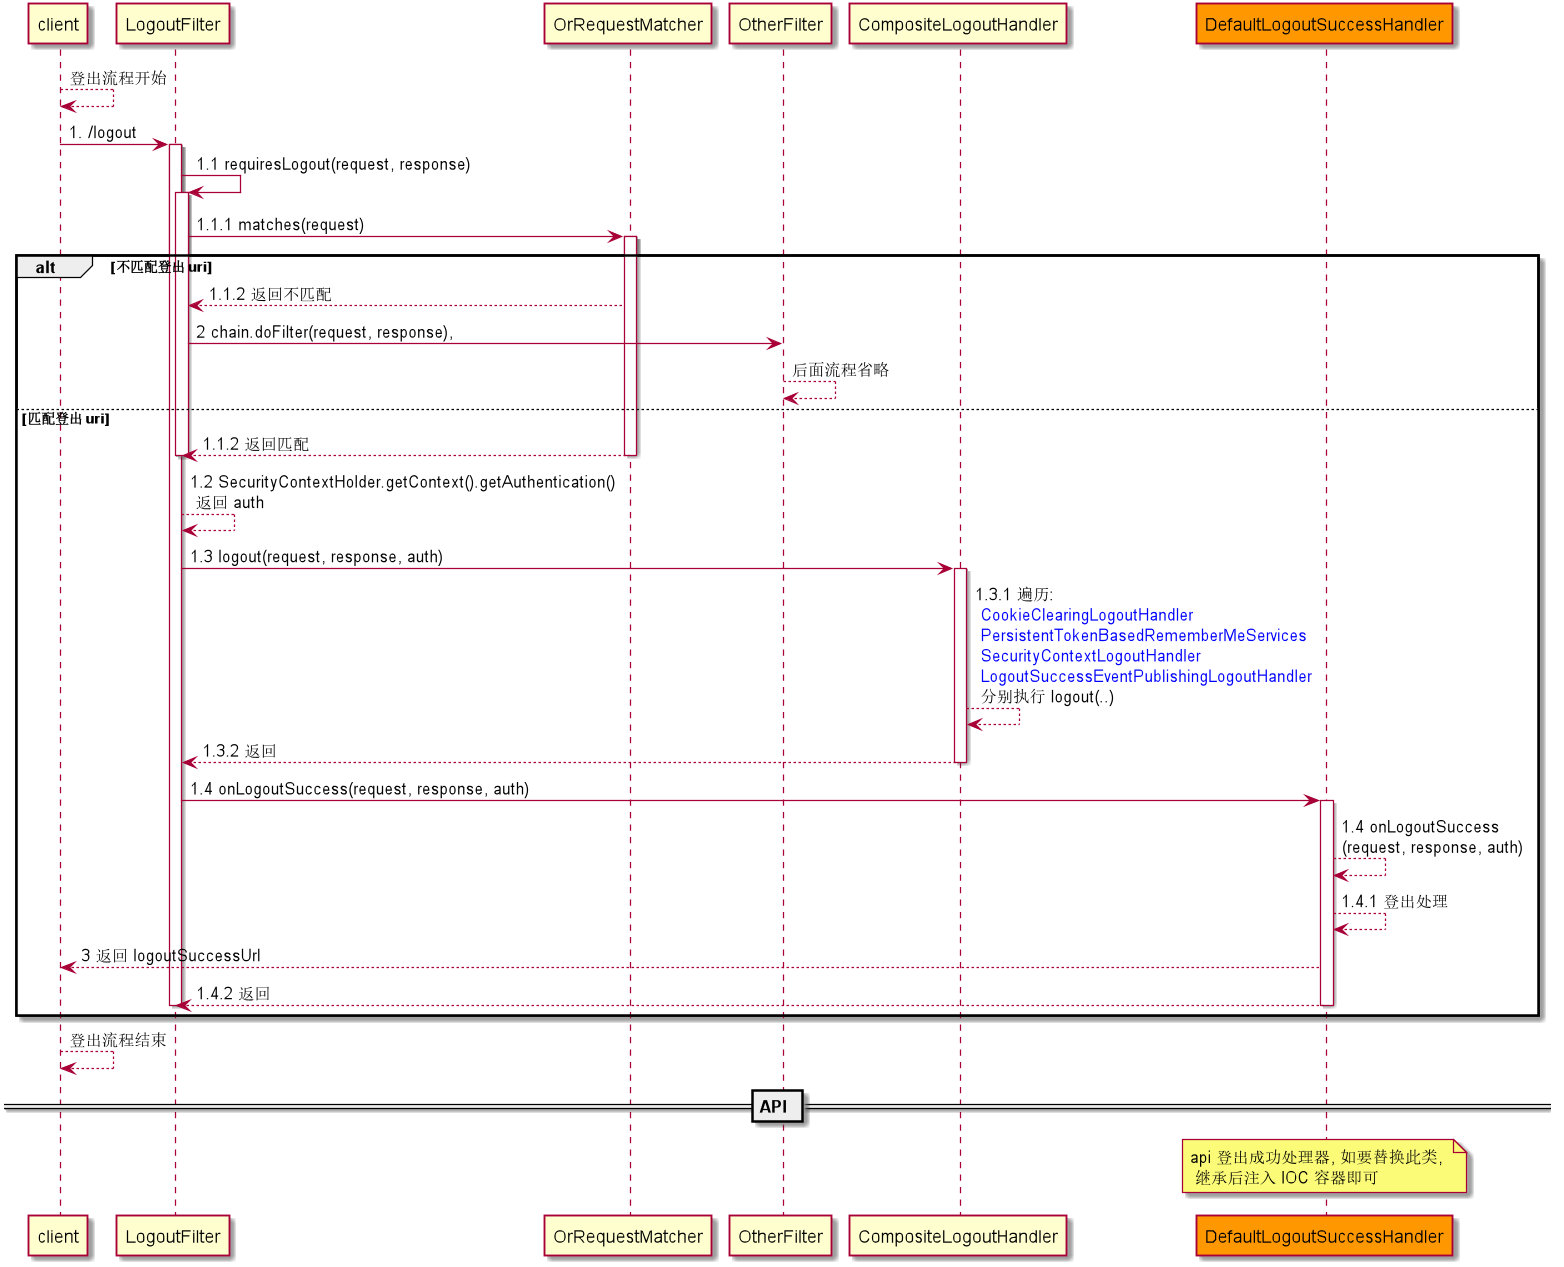 client
LogoutFilter
OrRequestMatcher
OtherFilter
CompositeLogoutHandler
DefaultLogoutSuccessHandler
登出流程开始
1. /logout
1.1 requiresLogout(request, response)
1.1.1 matches(request)
alt
[不匹配登出 uri]
1.1.2 返回不匹配
2 chain.doFilter(request, response),
后面流程省略
[匹配登出 uri]
1.1.2 返回匹配
1.2 SecurityContextHolder.getContext().getAuthentication()
返回 auth
1.3 logout(request, response, auth)
1.3.1 遍历:
CookieClearingLogoutHandler
PersistentTokenBasedRememberMeServices
SecurityContextLogoutHandler
LogoutSuccessEventPublishingLogoutHandler
分别执行 logout(..)
1.3.2 返回
1.4 onLogoutSuccess(request, response, auth)
1.4 onLogoutSuccess
(request, response, auth)
1.4.1 登出处理
3 返回 logoutSuccessUrl
1.4.2 返回
登出流程结束
API
api 登出成功处理器, 如要替换此类,
继承后注入 IOC 容器即可
client
LogoutFilter
OrRequestMatcher
OtherFilter
CompositeLogoutHandler
DefaultLogoutSuccessHandler